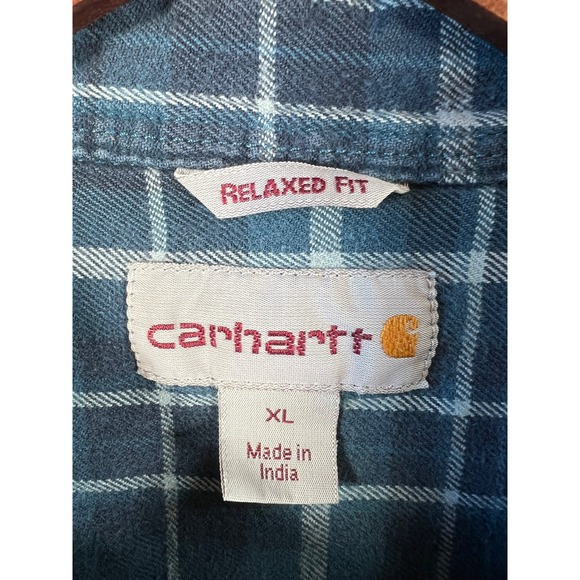 RELAXED FIT
carhartt
XL
Made in
India